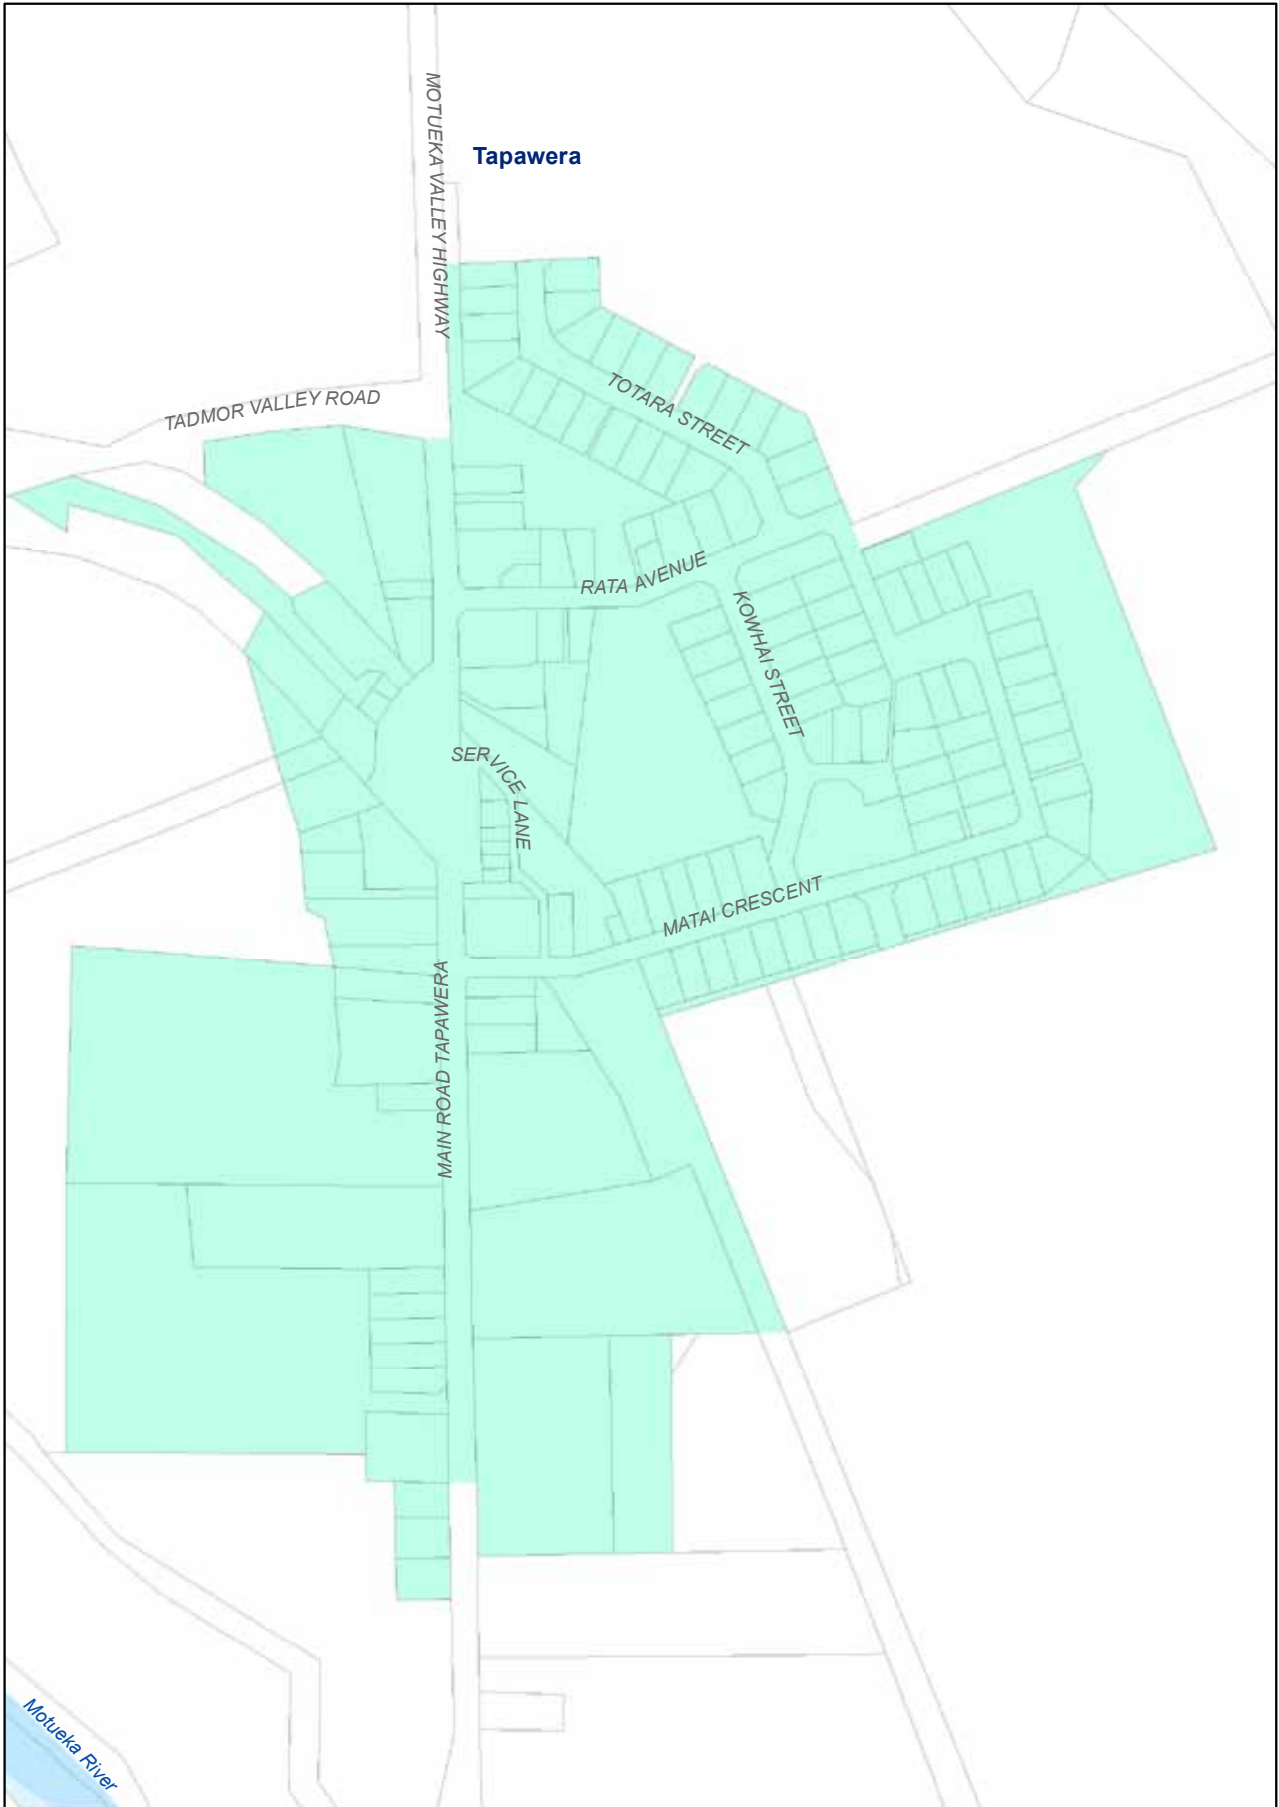 MOTUEKA VALLEY HIGHWAY
Tapawera
TADMOR VALLEY ROAD
TOTARA STREET
RATA AVENUE
KOWHAI STREET
SERVICE LANE
MATAI CRESCENT
MAIN ROAD TAPAWERA
Motueka River